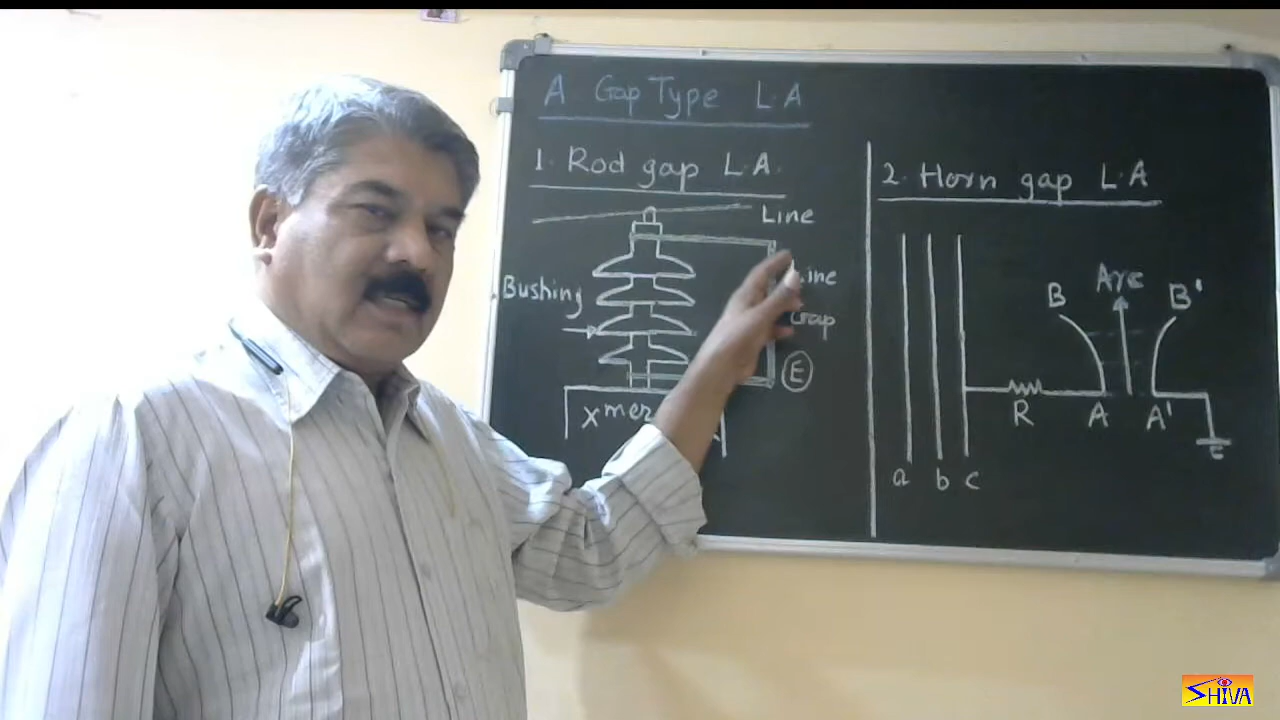 A Gap Type L.A
1. Rod gap L.A.
Line
Bushing
Line
Gap
E
Xmer
2. Horn gap L.A
B
Arc
B'
R
A
A'
E
a
b
c
SHIVA